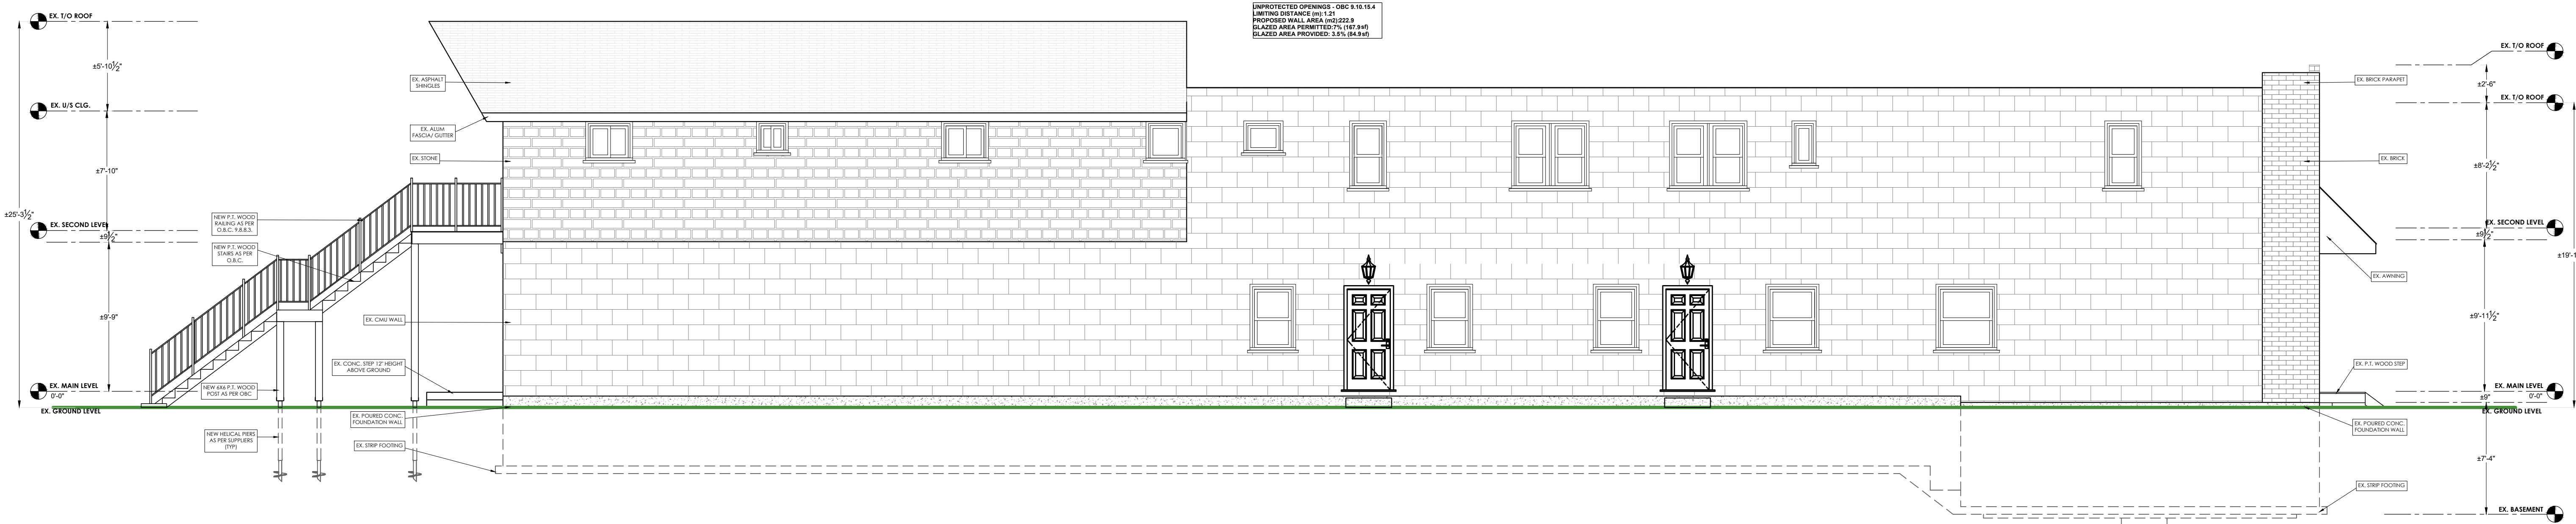 UNPROTECTED OPENINGS - OBC 9.10.15.4
LIMITING DISTANCE (m): 1.21
PROPOSED WALL AREA (m2):222.9
GLAZED AREA PERMITTED:7% (167.9sf)
GLAZED AREA PROVIDED: 3.5% (84.9sf)
EX. T/O ROOF
±5'-10½"
EX. U/S CLG.
±7'-10"
±25'-3½"
EX. SECOND LEVEL
±9½"
±9'-9"
EX. MAIN LEVEL
0'-0"
EX. GROUND LEVEL
EX. ASPHALT
SHINGLES
EX. ALUM
FASCIA/ GUTTER
EX. STONE
NEW P.T. WOOD
RAILING AS PER
O.B.C. 9.8.8.3.
NEW P.T. WOOD
STAIRS AS PER
O.B.C.
EX. CMU WALL
EX. CONC. STEP 12" HEIGHT
ABOVE GROUND
NEW 6X6 P.T. WOOD
POST AS PER OBC
EX. POURED CONC.
FOUNDATION WALL
NEW HELICAL PIERS
AS PER SUPPLIERS
(TYP)
EX. STRIP FOOTING
EX. T/O ROOF
EX. BRICK PARAPET
±2'-6"
EX. T/O ROOF
EX. BRICK
±8'-2½"
EX. SECOND LEVEL
±9½"
±19'-1
EX. AWNING
±9'-11½"
EX. P.T. WOOD STEP
EX. MAIN LEVEL
±9"
0'-0"
EX. GROUND LEVEL
EX. POURED CONC.
FOUNDATION WALL
±7'-4"
EX. STRIP FOOTING
EX. BASEMENT